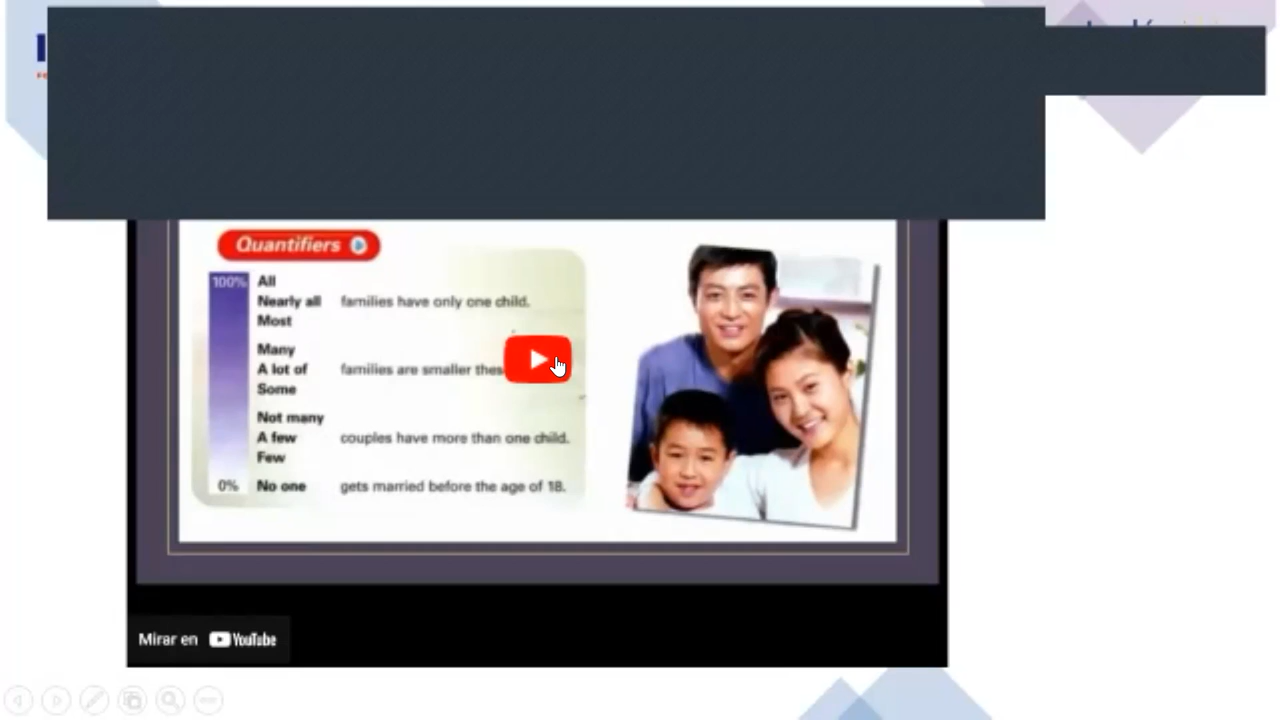 Quantifiers
100%
All
Nearly all families have only one child.
Most
Many
A lot of families are smaller
Some
Not many
A few couples have more than one child.
Few
0% No one gets married before the age of 18.
Mirar en YouTube